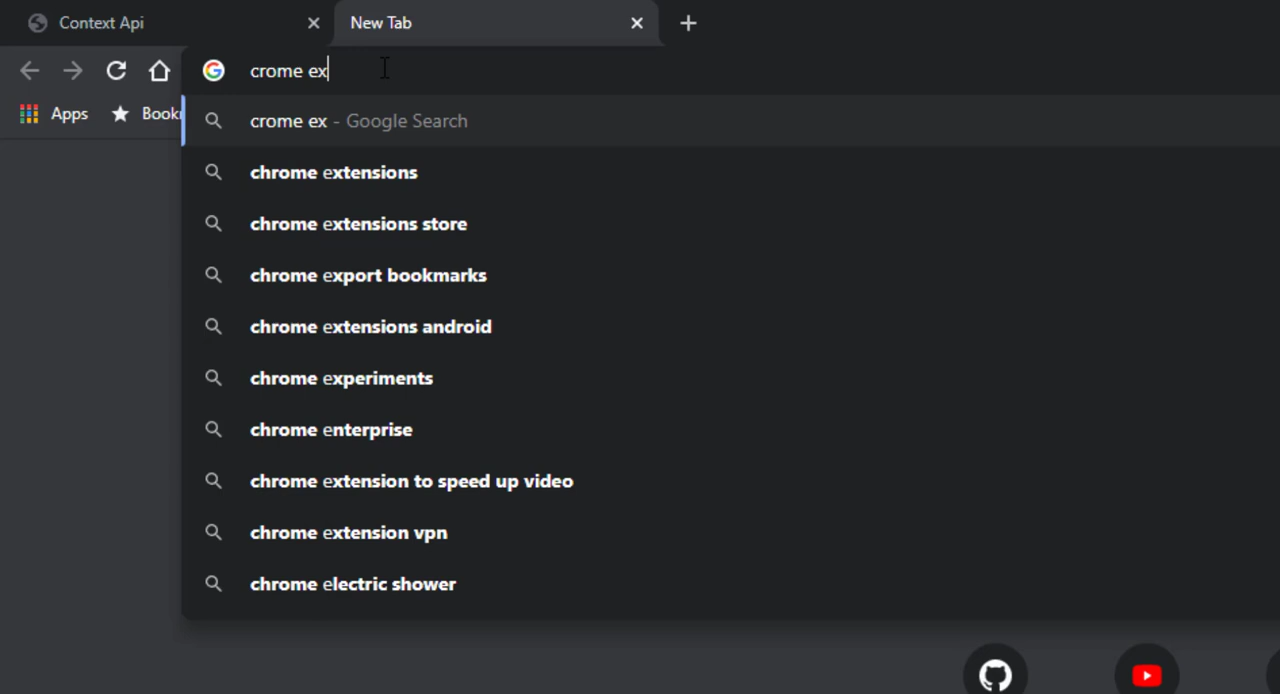 Context Api
New Tab
crome ex
Apps
crome ex - Google Search
chrome extensions
chrome extensions store
chrome export bookmarks
chrome extensions android
chrome experiments
chrome enterprise
chrome extension to speed up video
chrome extension vpn
chrome electric shower